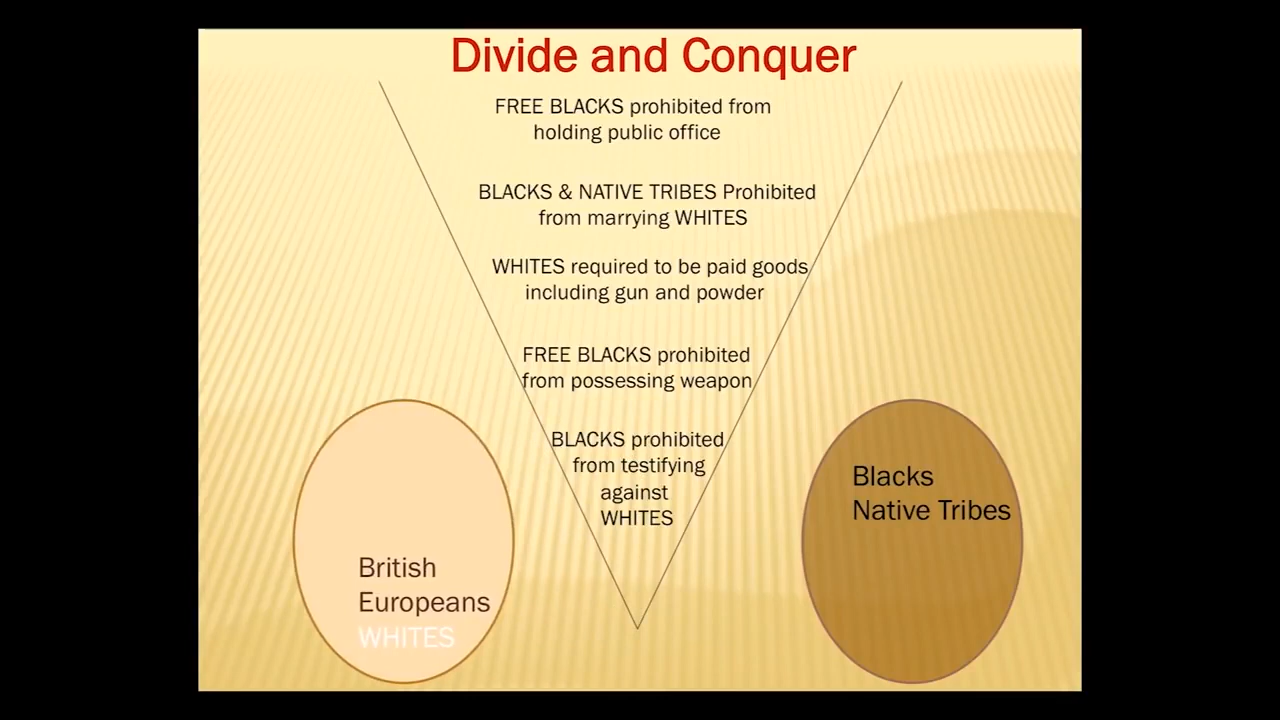 Divide and Conquer
FREE BLACKS prohibited from
holding public office
BLACKS & NATIVE TRIBES Prohibited
from marrying WHITES
WHITES required to be paid goods
including gun and powder
FREE BLACKS prohibited
from possessing weapon
BLACKS prohibited
from testifying
against
WHITES
British
Europeans
WHITES
Blacks
Native Tribes